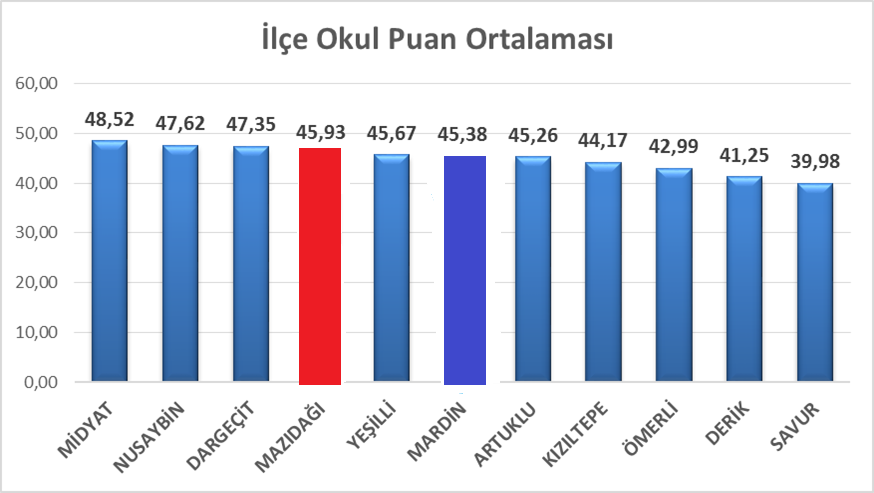 İlçe Okul Puan Ortalaması
60,00
50,00
40,00
30,00
20,00
10,00
0,00
48,52
47,62
47,35
45,93
45,67
45,38
45,26
44,17
42,99
41,25
39,98
MİDYAT
NUSAYBİN
DARGEÇİT
MAZIDAĞI
YEŞİLLİ
MARDİN
ARTUKLU
KIZILTEPE
ÖMERLİ
DERİK
SAVUR